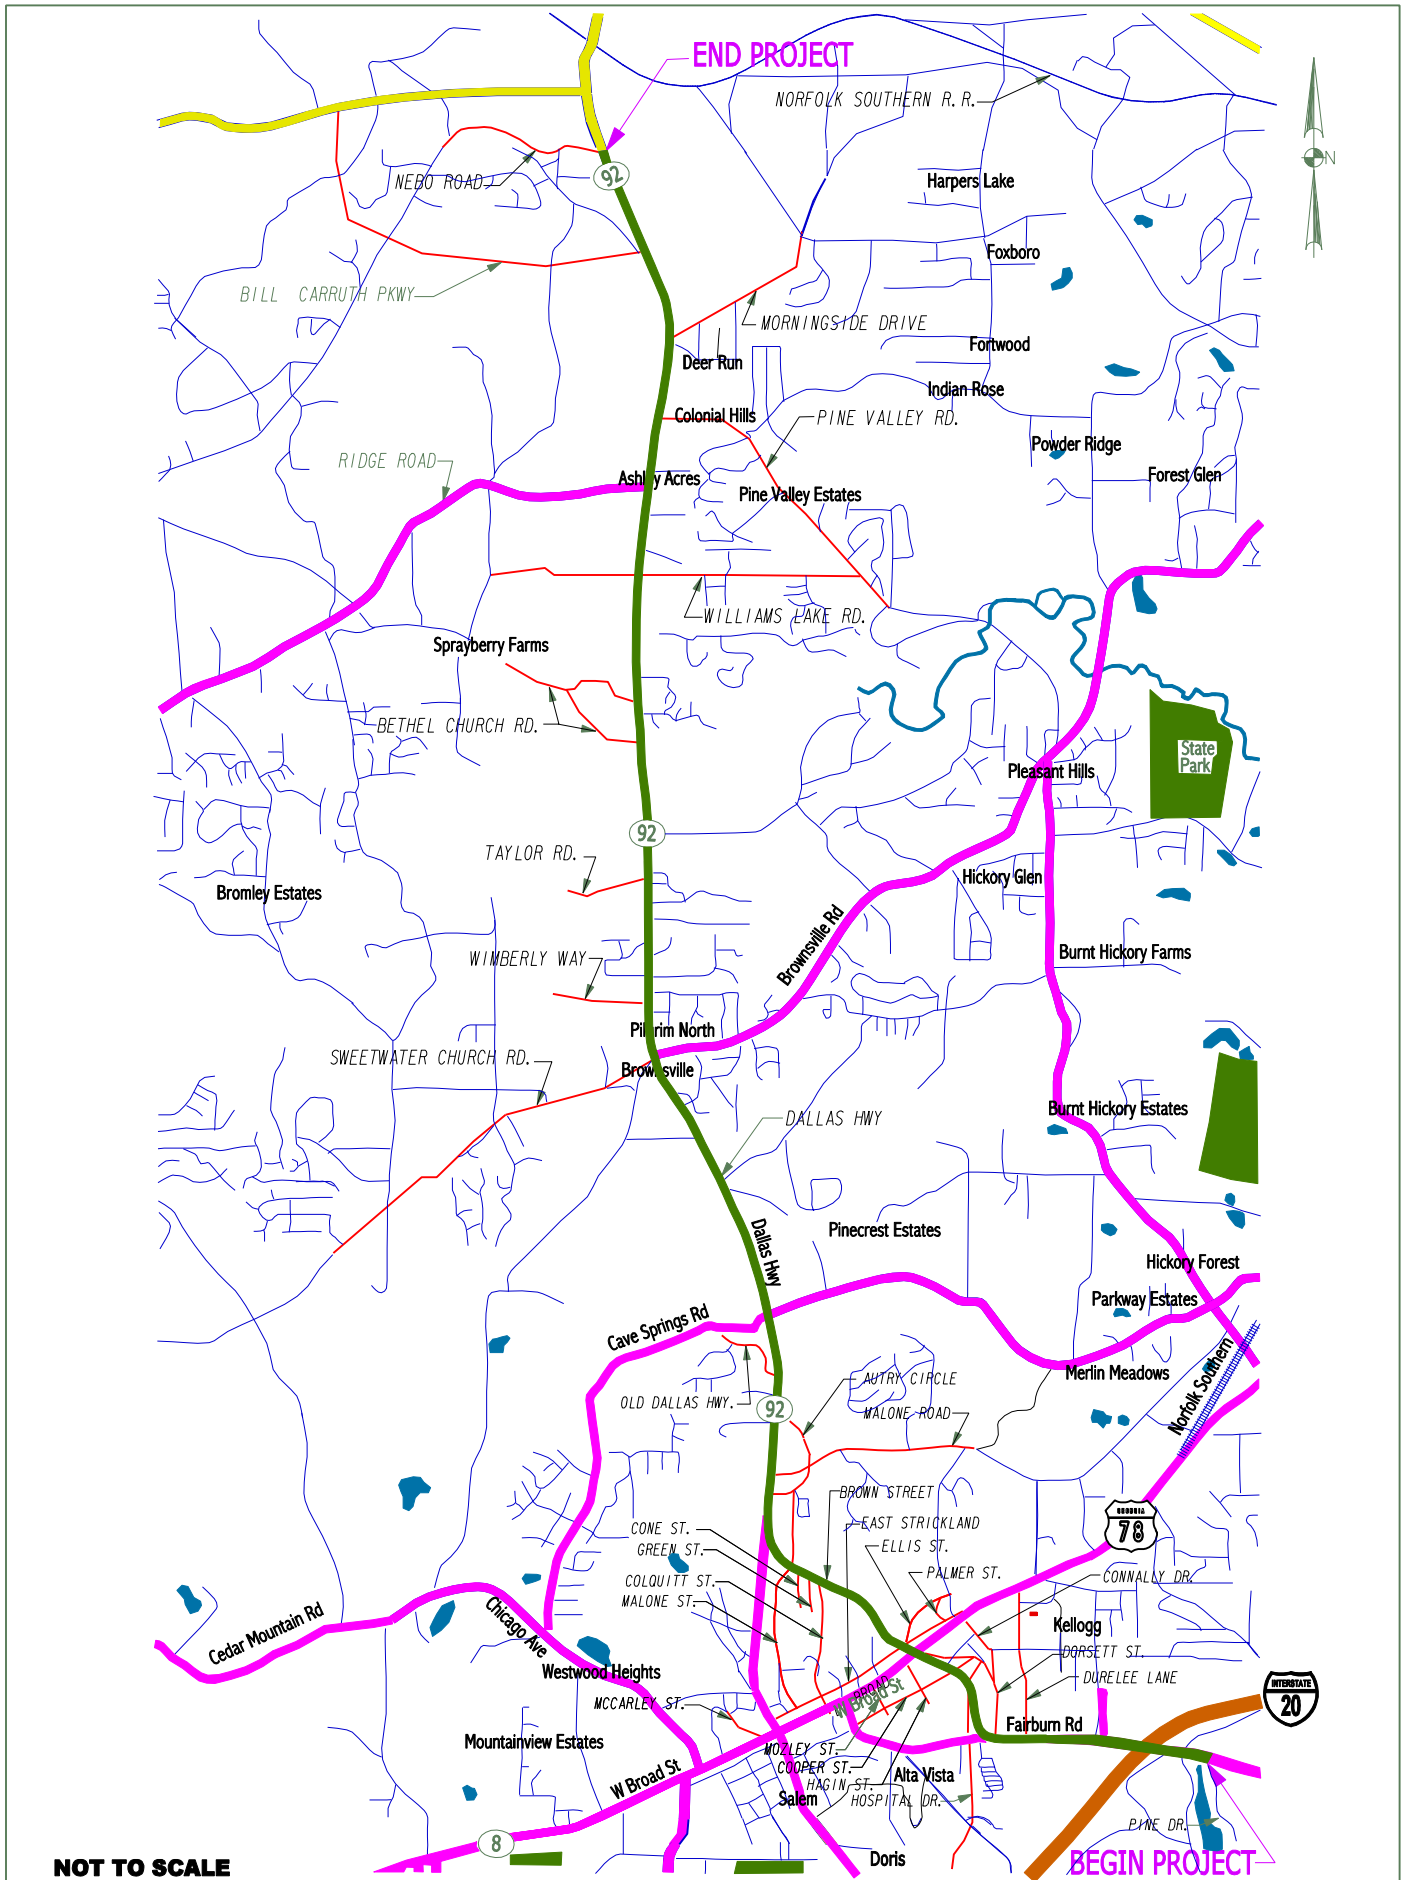 END PROJECT
NORFOLK SOUTHERN R.R.
N
NEBO ROAD
92
Harpers Lake
Foxboro
BILL CARRUTH PKWY
MORNINGSIDE DRIVE
Fortwood
Deer Run
Indian Rose
Colonial Hills
PINE VALLEY RD.
Powder Ridge
RIDGE ROAD
Ashley Acres
Forest Glen
Pine Valley Estates
WILLIAMS LAKE RD.
Sprayberry Farms
BETHEL CHURCH RD.
State
Park
Pleasant Hills
92
TAYLOR RD.
Hickory Glen
Bromley Estates
Brownsville Rd
Burnt Hickory Farms
WIMBERLY WAY
Pilgrim North
SWEETWATER CHURCH RD.
Brownsville
Burnt Hickory Estates
DALLAS HWY
Dallas Hwy
Pinecrest Estates
Hickory Forest
Parkway Estates
Cave Springs Rd
Merlin Meadows
Norfolk Southern
AUTRY CIRCLE
OLD DALLAS HWY.
92
MALONE ROAD
BROWN STREET
GEORGIA
78
CONE ST.
EAST STRICKLAND
GREEN ST.
ELLIS ST.
COLQUITT ST.
PALMER ST.
CONNALLY DR.
MALONE ST.
Cedar Mountain Rd
Chicago Ave
Kellogg
DORSETT ST.
Westwood Heights
DURELEE LANE
BROAD
W Broad St
MCCARLEY ST.
INTERSTATE
20
Fairburn Rd
Mountainview Estates
MOZLEY ST.
COOPER ST.
W Broad St
HAGIN ST.
Alta Vista
Salem
HOSPITAL DR.
PINE DR.
8
Doris
BEGIN PROJECT
NOT TO SCALE